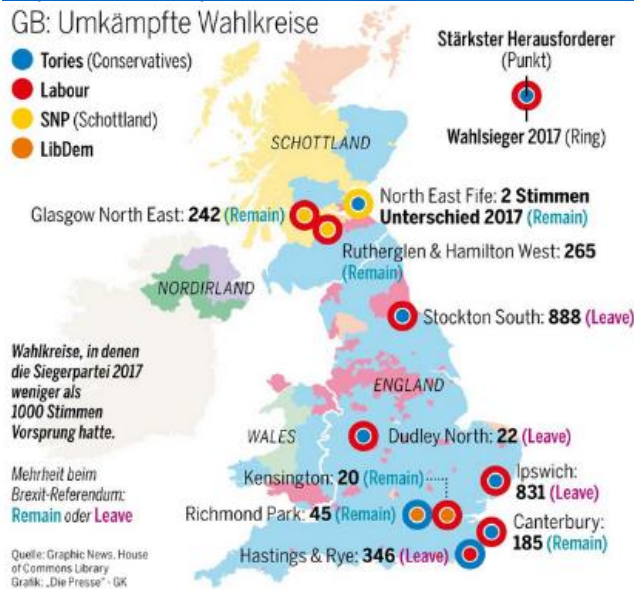 GB: Umkämpfte Wahlkreise
Tories (Conservatives)
Labour
SNP (Schottland)
LibDem
Stärkster Herausforderer
(Punkt)
Wahlsieger 2017 (Ring)
SCHOTTLAND
North East Fife: 2 Stimmen
Unterschied 2017 (Remain)
Glasgow North East: 242 (Remain)
Rutherglen & Hamilton West: 265
(Remain)
NORDIRLAND
Stockton South: 888 (Leave)
Wahlkreise, in denen
die Siegerpartei 2017
weniger als
1000 Stimmen
Vorsprung hatte.
ENGLAND
WALES
Dudley North: 22 (Leave)
Kensington: 20 (Remain)
Ipswich:
831 (Leave)
Mehrheit beim
Brexit-Referendum:
Remain oder Leave
Richmond Park: 45 (Remain)
Canterbury:
185 (Remain)
Hastings & Rye: 346 (Leave)
Quelle: Graphic News, House
of Commons Library
Grafik: „Die Presse" - GK